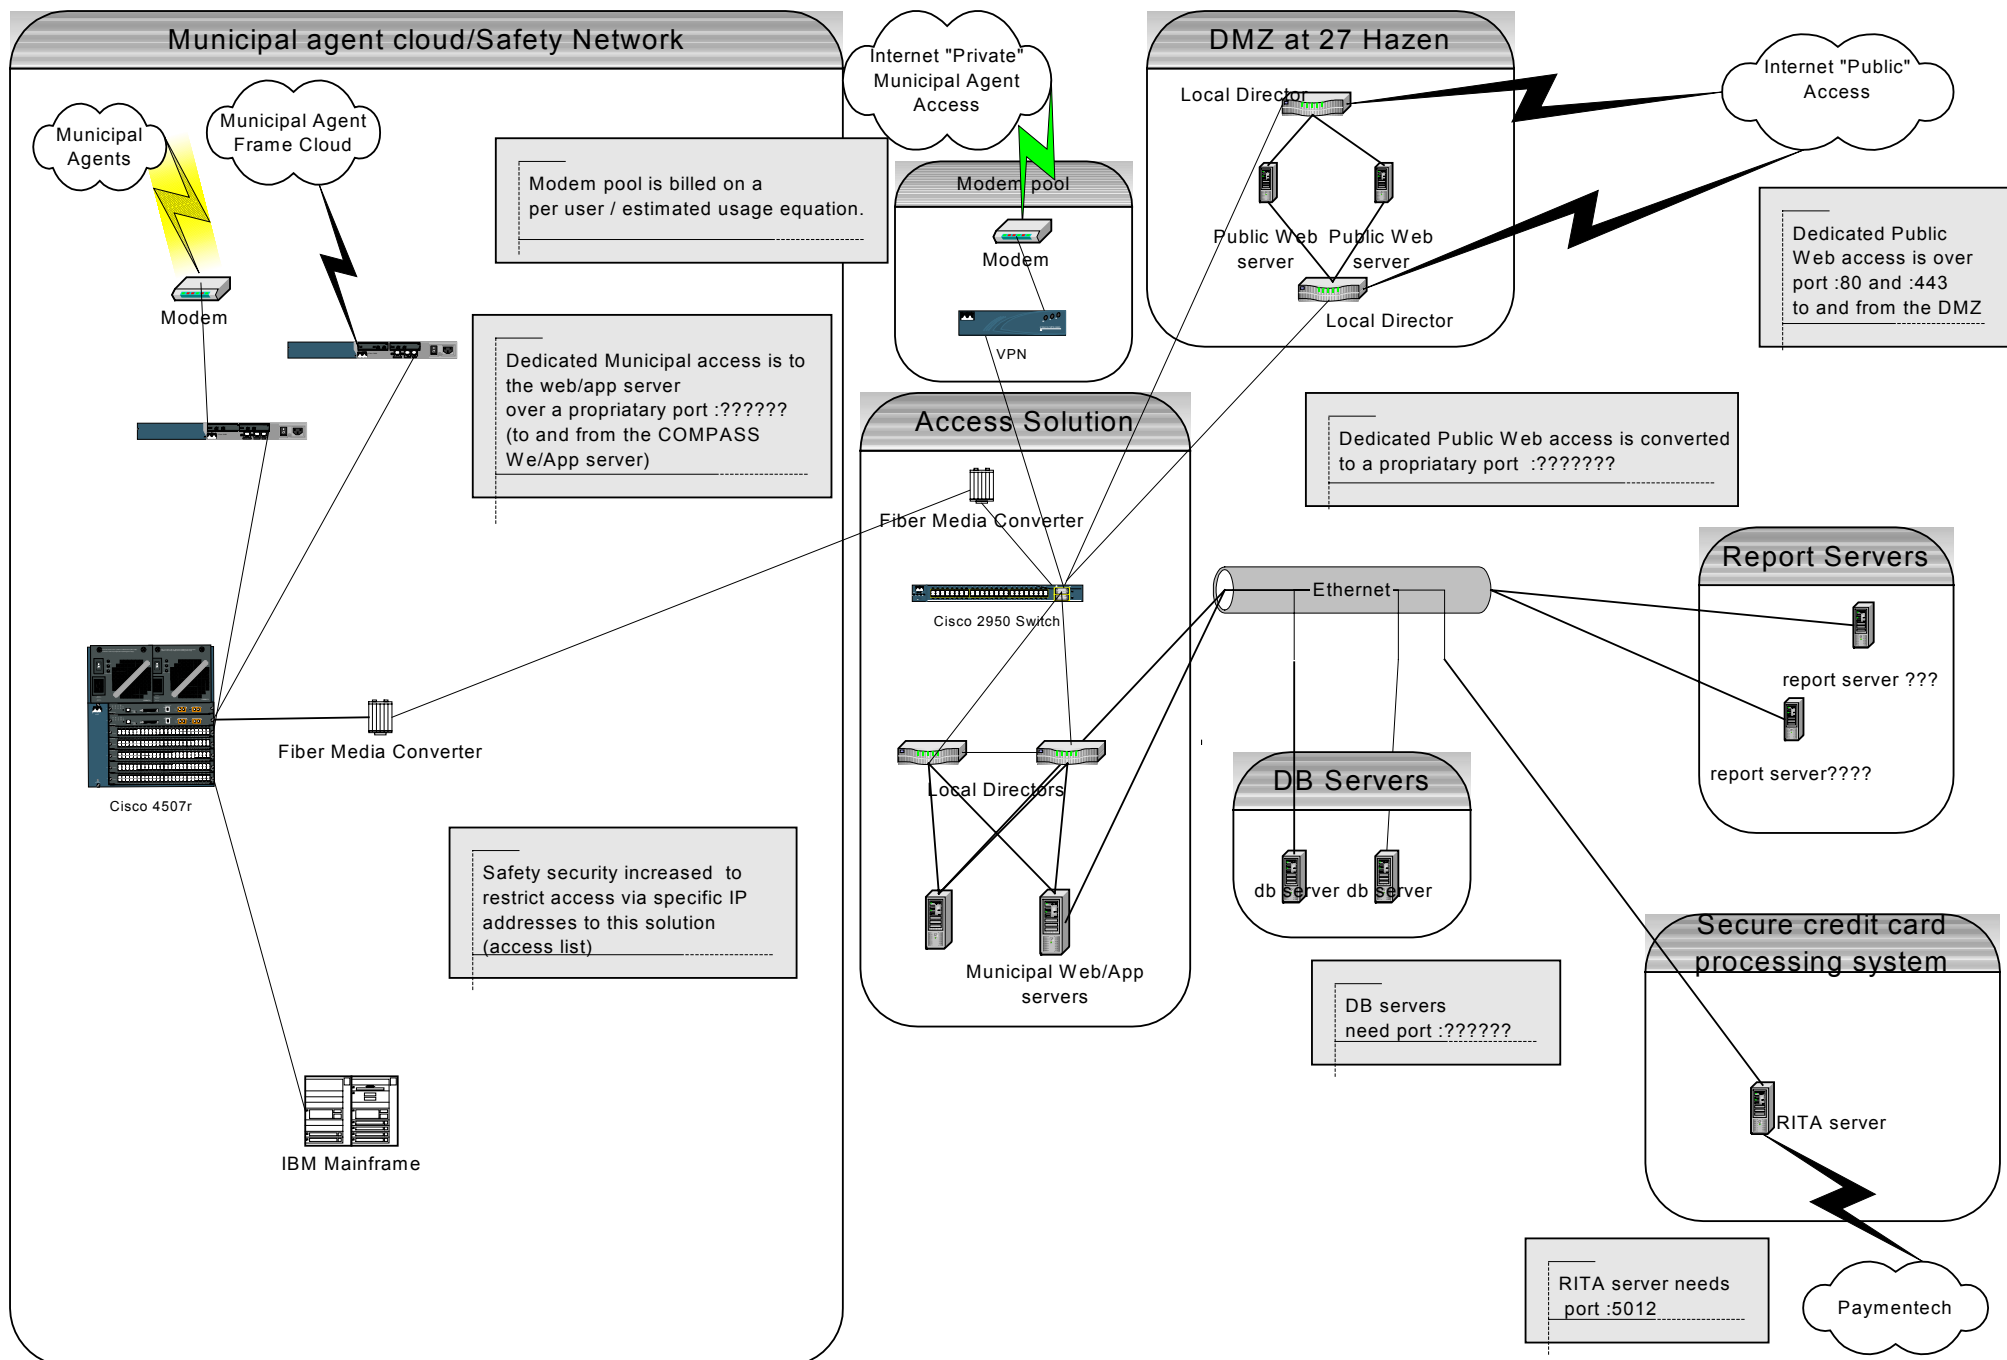 Municipal agent cloud/Safety Network
Municipal
Agents
Municipal Agent
Frame Cloud
Modem
Modem pool is billed on a
per user / estimated usage equation.
Dedicated Municipal access is to
the web/app server
over a propriatary port :??????
(to and from the COMPASS
We/App server)
Cisco 4507r
Fiber Media Converter
Safety security increased to
restrict access via specific IP
addresses to this solution
(access list)
IBM Mainframe
Internet "Private"
Municipal Agent
Access
Modem pool
Modem
VPN
Access Solution
Fiber Media Converter
Cisco 2950 Switch
Local Directors
Municipal Web/App
servers
DMZ at 27 Hazen
Local Director
Public Web
server
Public Web
server
Local Director
Internet "Public"
Access
Dedicated Public
Web access is over
port :80 and :443
to and from the DMZ
Dedicated Public Web access is converted
to a propriatary port :???????
Ethernet
Report Servers
report server ???
report server????
DB Servers
db server
db server
DB servers
need port :??????
Secure credit card
processing system
RITA server
RITA server needs
port :5012
Paymentech